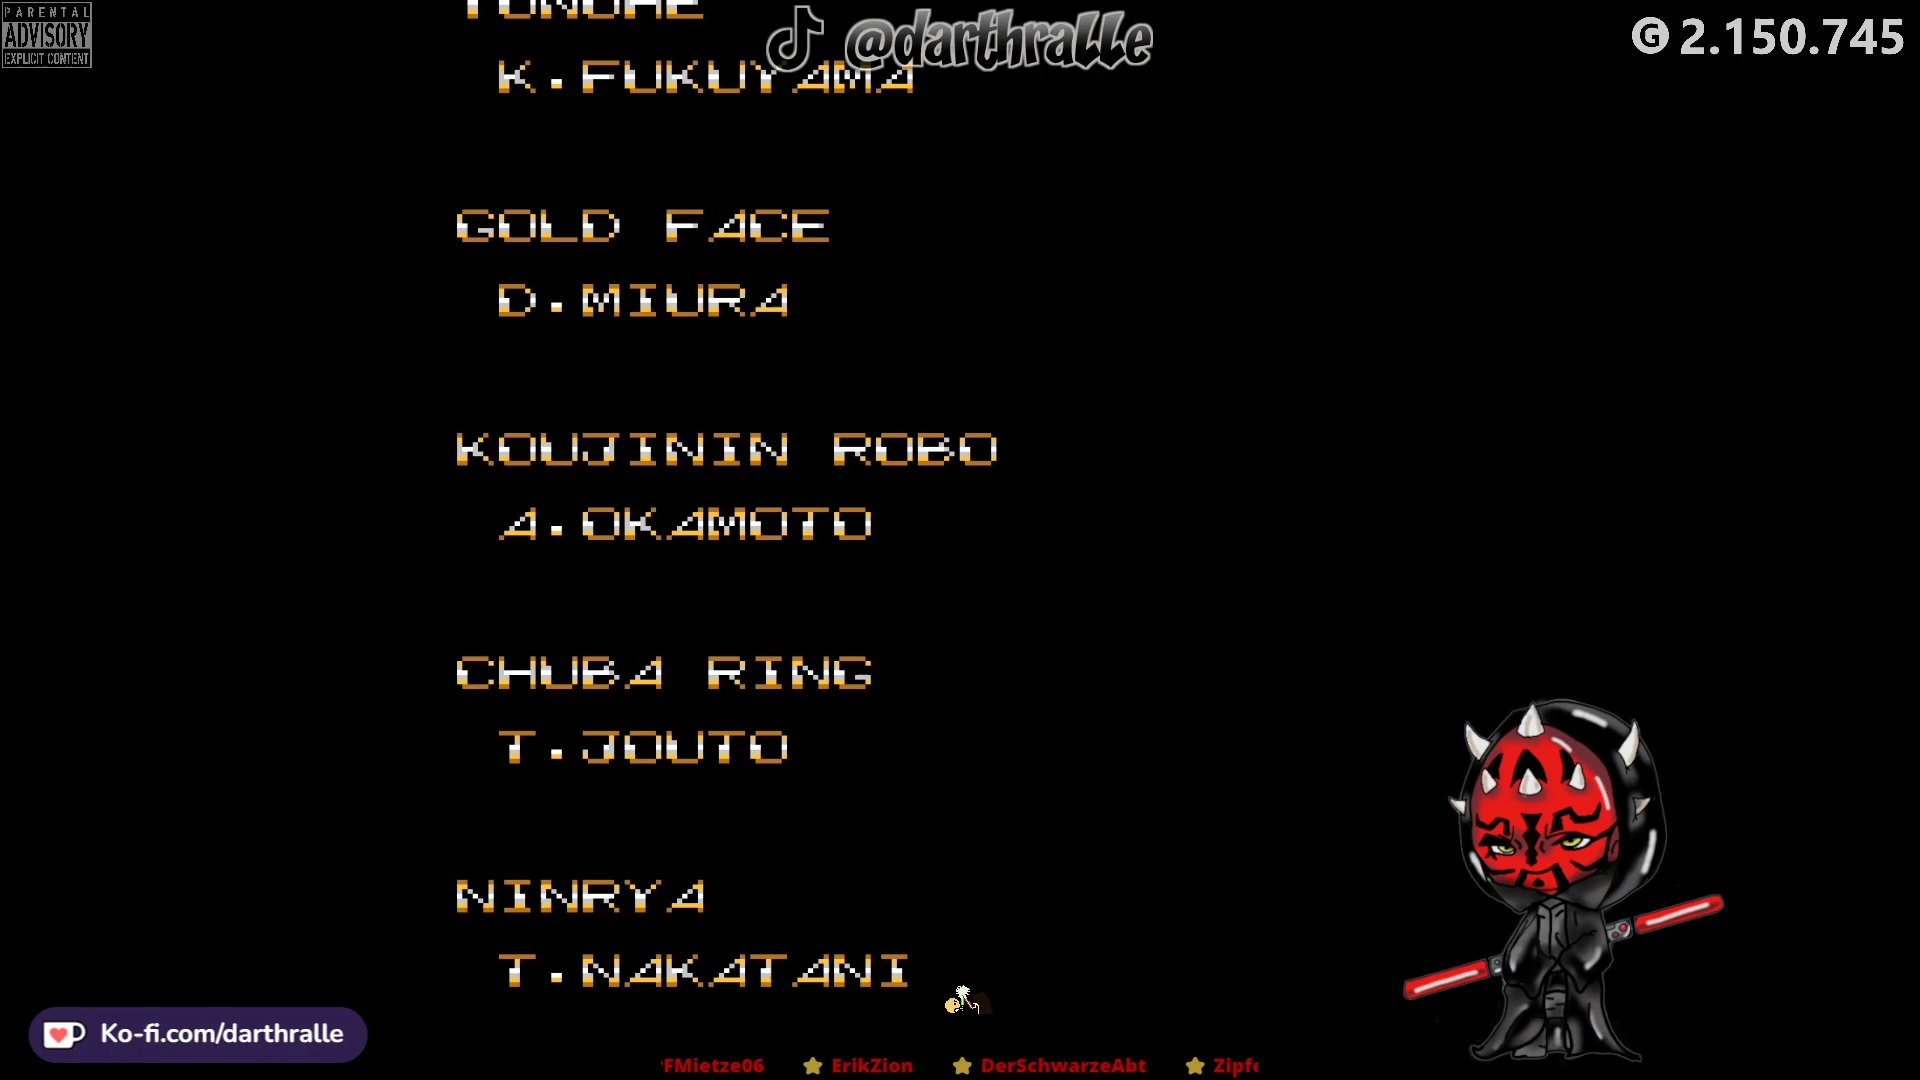 PARENTAL
ADVISORY
EXPLICIT CONTENT
@darthralle
G 2.150.745
K.FUKUYAMA
GOLD FACE
D.MIURA
KOUJININ ROBO
A.OKAMOTO
CHUBA RING
T.JOUTO
NINRYA
T.NAKATANI
Ko-fi.com/darthralle
FMietze06 ErikZion DerSchwarzeAbt